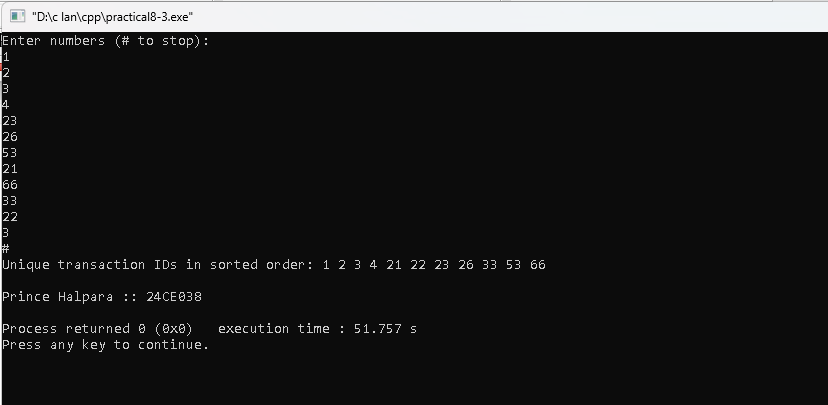 "D:\c lan\cpp\practical8-3.exe"
Enter numbers (# to stop):
1
2
3
4
23
26
53
21
66
33
22
3
#
Unique transaction IDs in sorted order: 1 2 3 4 21 22 23 26 33 53 66
Prince Halpara :: 24CE038
Process returned 0 (0x0)   execution time : 51.757 s
Press any key to continue.